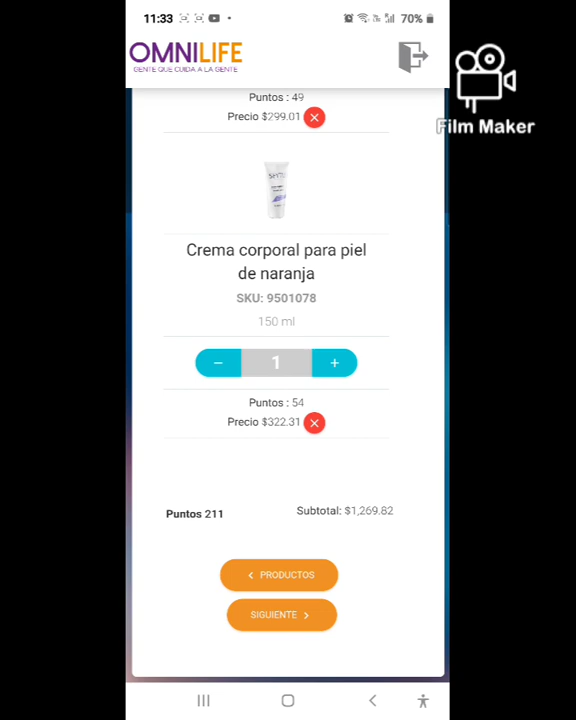 11:33
70%
OMNILIFE
GENTE QUE CUIDA A LA GENTE
Film Maker
Puntos : 49
Precio $299.01
Crema corporal para piel
de naranja
SKU: 9501078
150 ml
− 1 +
Puntos : 54
Precio $322.31
Puntos 211
Subtotal: $1,269.82
< PRODUCTOS
SIGUIENTE >